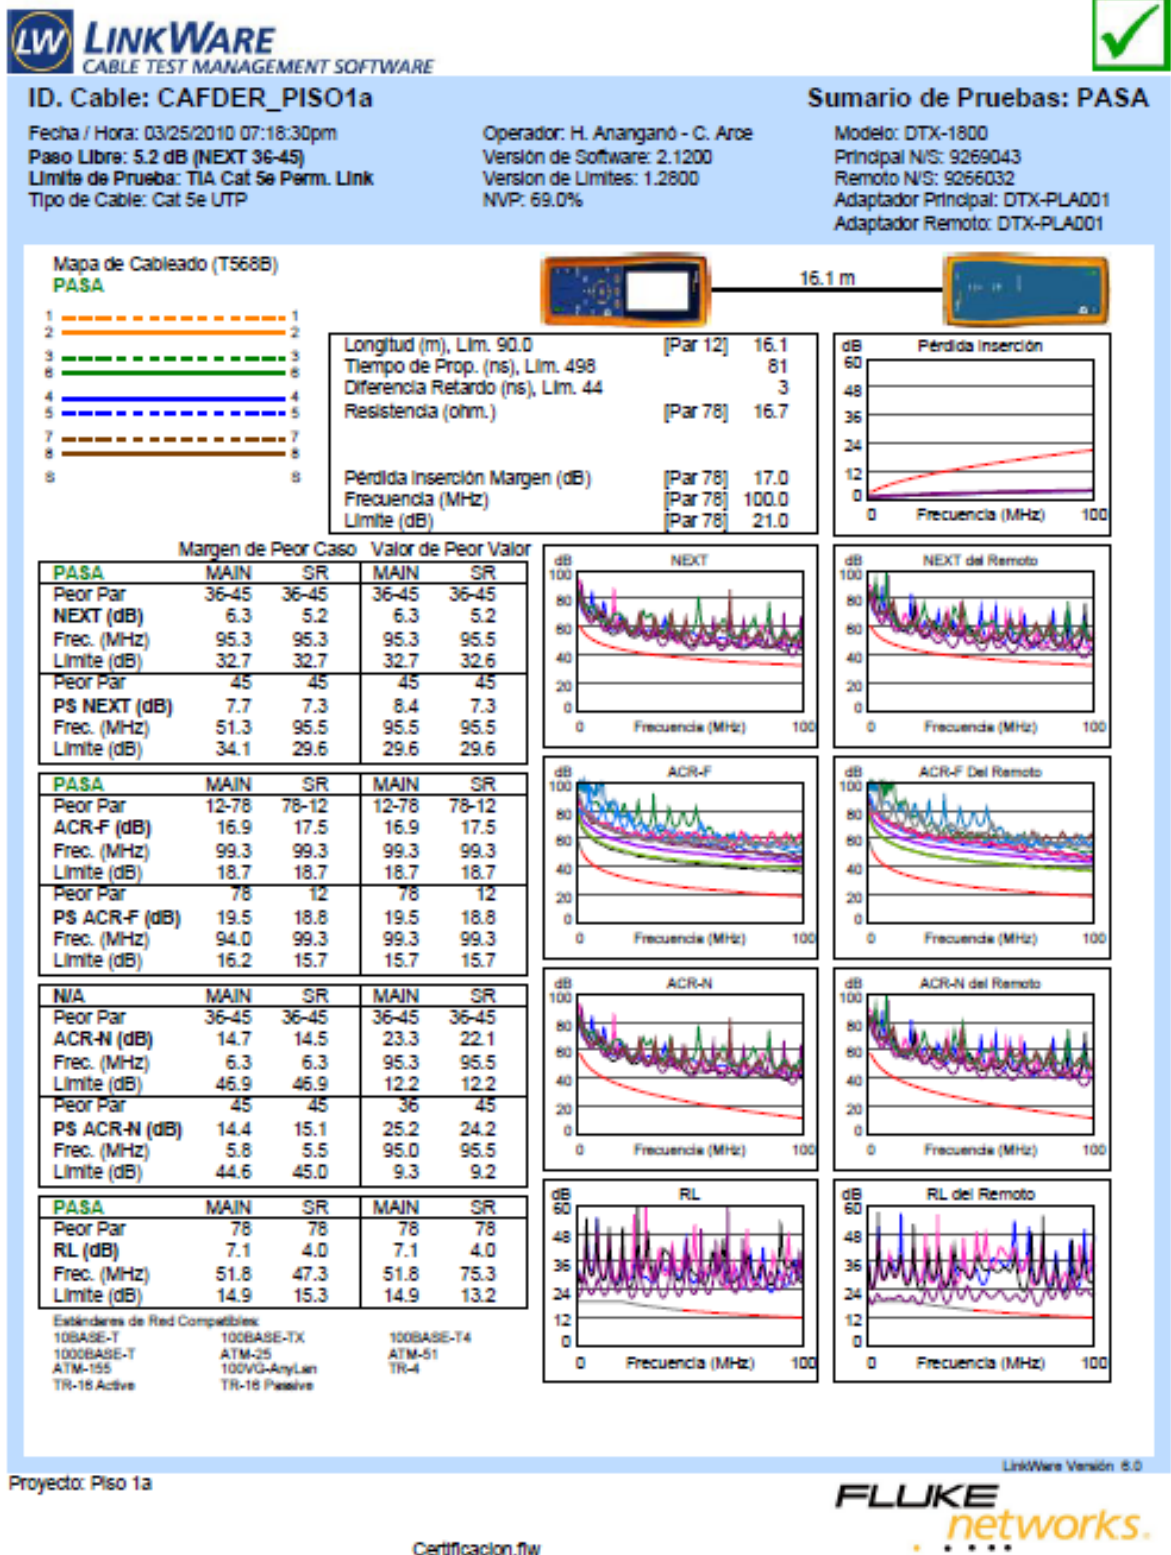 LW LINKWARE
CABLE TEST MANAGEMENT SOFTWARE
ID. Cable: CAFDER_PISO1a
Sumario de Pruebas: PASA
Fecha / Hora: 03/25/2010 07:18:30pm
Paso Libre: 5.2 dB (NEXT 36-45)
Limite de Prueba: TIA Cat 5e Perm. Link
Tipo de Cable: Cat 5e UTP
Operador: H. Ananganó - C. Arce
Versión de Software: 2.1200
Version de Limites: 1.2800
NVP: 69.0%
Modelo: DTX-1800
Principal N/S: 9269043
Remoto N/S: 9266032
Adaptador Principal: DTX-PLA001
Adaptador Remoto: DTX-PLA001
Mapa de Cableado (T568B)
PASA
1 1
2 2
3 3
6 6
4 4
5 5
7 7
8 8
S S
16.1 m
Longitud (m), Lim. 90.0 [Par 12] 16.1
Tiempo de Prop. (ns), Lim. 498 81
Diferencia Retardo (ns), Lim. 44 3
Resistencia (ohm.) [Par 78] 16.7
Pérdida Inserción Margen (dB) [Par 78] 17.0
Frecuencia (MHz) [Par 78] 100.0
Limite (dB) [Par 78] 21.0
dB Pérdida Inserción
60
48
36
24
12
0
0 Frecuencia (MHz) 100
Margen de Peor Caso Valor de Peor Valor
PASA MAIN SR MAIN SR
Peor Par 36-45 36-45 36-45 36-45
NEXT (dB) 6.3 5.2 6.3 5.2
Frec. (MHz) 95.3 95.3 95.3 95.5
Limite (dB) 32.7 32.7 32.7 32.6
Peor Par 45 45 45 45
PS NEXT (dB) 7.7 7.3 8.4 7.3
Frec. (MHz) 51.3 95.5 95.5 95.5
Limite (dB) 34.1 29.6 29.6 29.6
dB NEXT
100
80
60
40
20
0
0 Frecuencia (MHz) 100
dB NEXT del Remoto
100
80
60
40
20
0
0 Frecuencia (MHz) 100
PASA MAIN SR MAIN SR
Peor Par 12-78 78-12 12-78 78-12
ACR-F (dB) 16.9 17.5 16.9 17.5
Frec. (MHz) 99.3 99.3 99.3 99.3
Limite (dB) 18.7 18.7 18.7 18.7
Peor Par 78 12 78 12
PS ACR-F (dB) 19.5 18.8 19.5 18.8
Frec. (MHz) 94.0 99.3 99.3 99.3
Limite (dB) 16.2 15.7 15.7 15.7
dB ACR-F
100
80
60
40
20
0
0 Frecuencia (MHz) 100
dB ACR-F Del Remoto
100
80
60
40
20
0
0 Frecuencia (MHz) 100
N/A MAIN SR MAIN SR
Peor Par 36-45 36-45 36-45 36-45
ACR-N (dB) 14.7 14.5 23.3 22.1
Frec. (MHz) 6.3 6.3 95.3 95.5
Limite (dB) 46.9 46.9 12.2 12.2
Peor Par 45 45 36 45
PS ACR-N (dB) 14.4 15.1 25.2 24.2
Frec. (MHz) 5.8 5.5 95.0 95.5
Limite (dB) 44.6 45.0 9.3 9.2
dB ACR-N
100
80
60
40
20
0
0 Frecuencia (MHz) 100
dB ACR-N del Remoto
100
80
60
40
20
0
0 Frecuencia (MHz) 100
PASA MAIN SR MAIN SR
Peor Par 78 78 78 78
RL (dB) 7.1 4.0 7.1 4.0
Frec. (MHz) 51.8 47.3 51.8 75.3
Limite (dB) 14.9 15.3 14.9 13.2
dB RL
60
48
36
24
12
0
0 Frecuencia (MHz) 100
dB RL del Remoto
60
48
36
24
12
0
0 Frecuencia (MHz) 100
Estándares de Red Compatibles:
10BASE-T 100BASE-TX 100BASE-T4
1000BASE-T ATM-25 ATM-51
ATM-155 100VG-AnyLan TR-4
TR-16 Active TR-16 Passive
LinkWare Versión 6.0
Proyecto: Piso 1a
FLUKE
networks.
Certificacion.flw